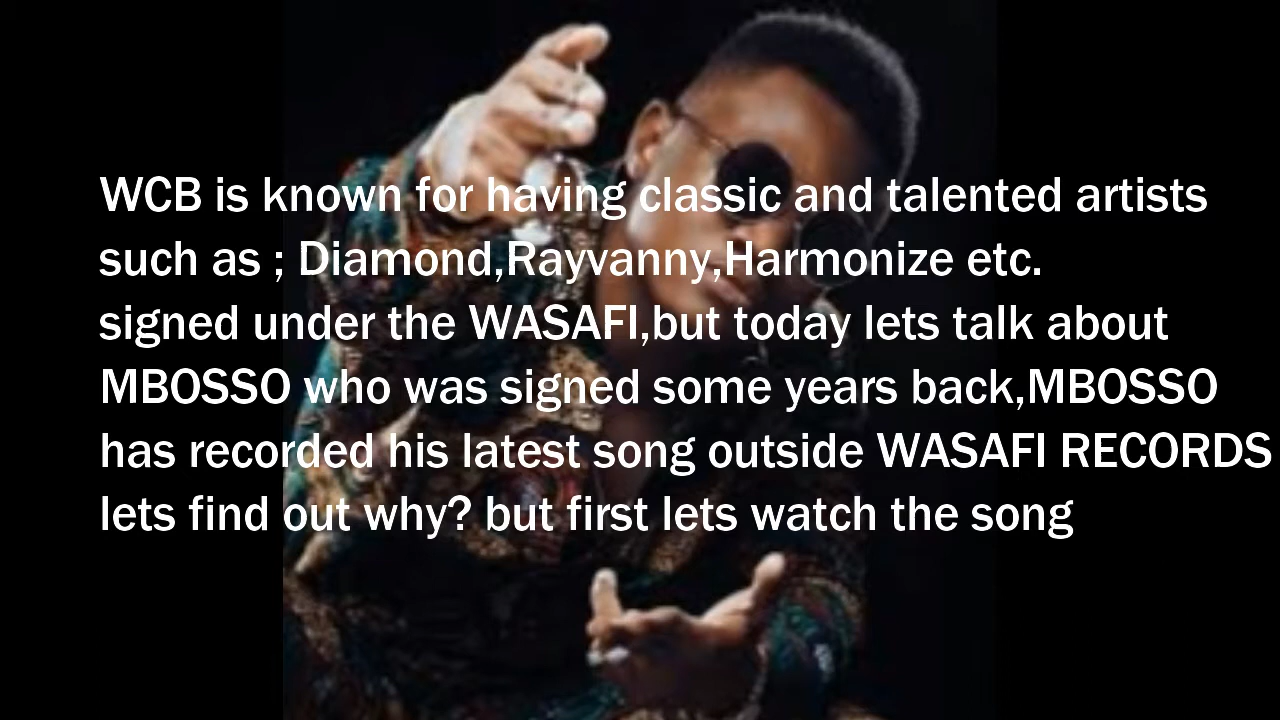 WCB is known for having classic and talented artists
such as ; Diamond,Rayvanny,Harmonize etc.
signed under the WASAFI,but today lets talk about
MBOSSO who was signed some years back,MBOSSO
has recorded his latest song outside WASAFI RECORDS
lets find out why? but first lets watch the song